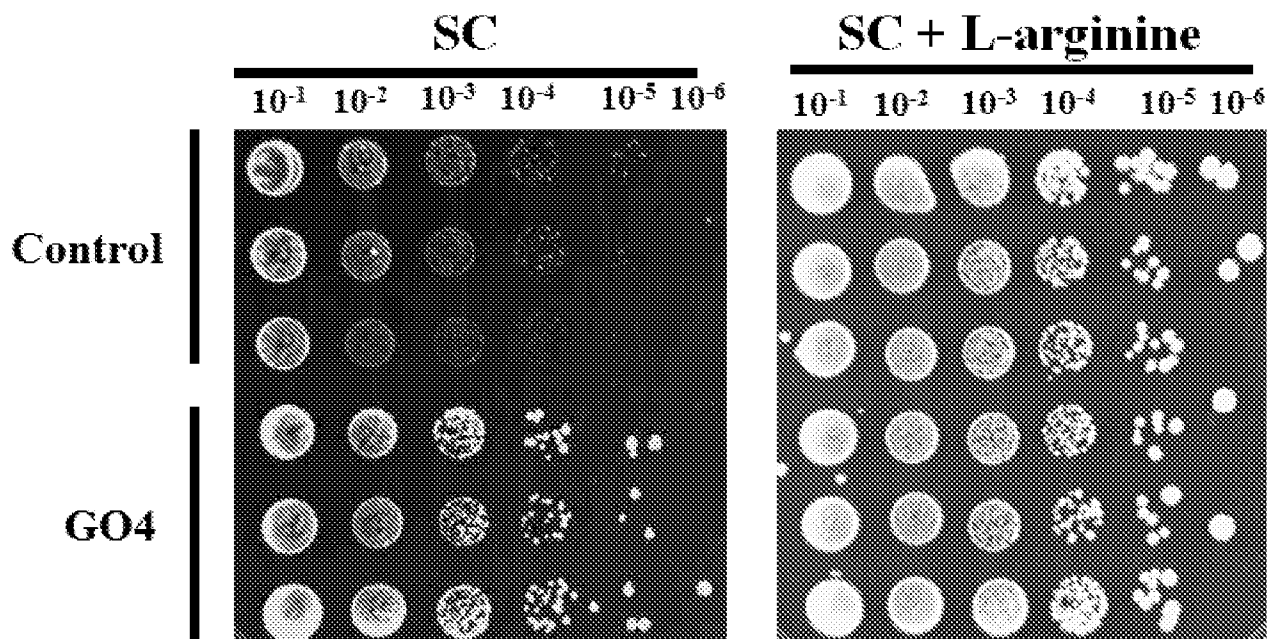 SC
SC + L-arginine
10⁻¹ 10⁻² 10⁻³ 10⁻⁴ 10⁻⁵ 10⁻⁶
10⁻¹ 10⁻² 10⁻³ 10⁻⁴ 10⁻⁵ 10⁻⁶
Control
GO4